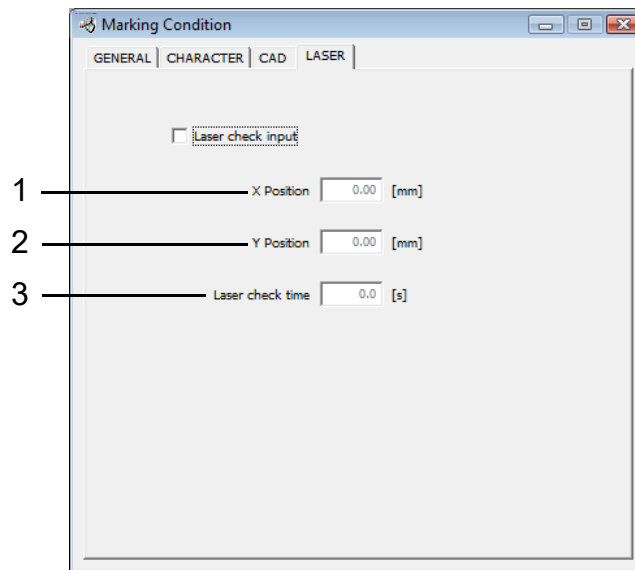 Marking Condition
GENERAL CHARACTER CAD LASER
Laser check input
1 X Position 0.00 [mm]
2 Y Position 0.00 [mm]
3 Laser check time 0.0 [s]